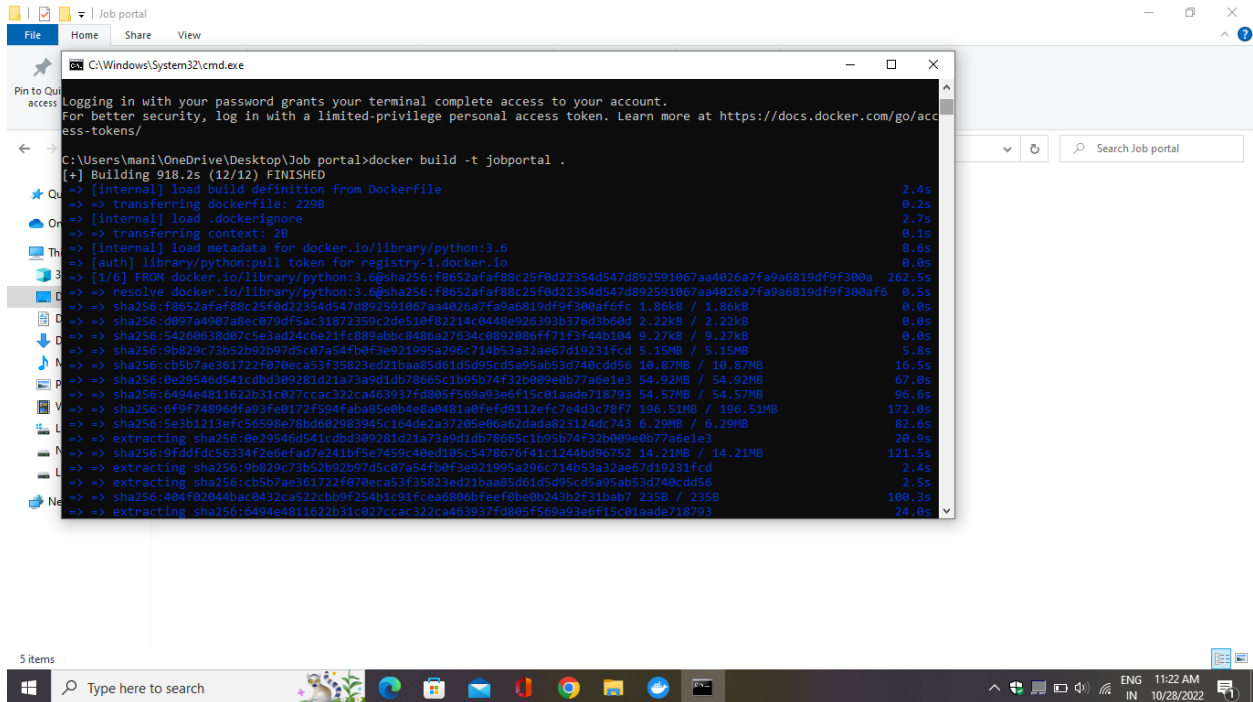 Job portal
File Home Share View
Pin to Qui
access
C:\Windows\System32\cmd.exe
Logging in with your password grants your terminal complete access to your account.
For better security, log in with a limited-privilege personal access token. Learn more at https://docs.docker.com/go/acc
ess-tokens/
C:\Users\mani\OneDrive\Desktop\Job portal>docker build -t jobportal .
[+] Building 918.2s (12/12) FINISHED
=> [internal] load build definition from Dockerfile 2.4s
=> => transferring dockerfile: 229B 0.2s
=> [internal] load .dockerignore 2.7s
=> => transferring context: 2B 0.1s
=> [internal] load metadata for docker.io/library/python:3.6 8.6s
=> [auth] library/python:pull token for registry-1.docker.io 0.0s
=> [1/6] FROM docker.io/library/python:3.6@sha256:f8652afaf88c25f0d22354d547d892591067aa4026a7fa9a6819df9f300a 262.5s
=> => resolve docker.io/library/python:3.6@sha256:f8652afaf88c25f0d22354d547d892591067aa4026a7fa9a6819df9f300af6 0.5s
=> => sha256:f8652afaf88c25f0d22354d547d892591067aa4026a7fa9a6819df9f300af6fc 1.86kB / 1.86kB 0.0s
=> => sha256:d097a4907a8ec079df5ac31872359c2de510f82214c0448e926393b376d3b60d 2.22kB / 2.22kB 0.0s
=> => sha256:54260638d07c5e3ad24c6e21fc889abbc8486a27634c0892086ff71f3f44b104 9.27kB / 9.27kB 0.0s
=> => sha256:9b829c73b52b92b97d5c07a54fb0f3e921995a296c714b53a32ae67d19231fcd 5.15MB / 5.15MB 5.8s
=> => sha256:cb5b7ae361722f070eca53f35823ed21baa85d61d5d95cd5a95ab53d740cdd56 10.87MB / 10.87MB 16.5s
=> => sha256:0e29546d541cdbd309281d21a73a9d1db78665c1b95b74f32b009e0b77a6e1e3 54.92MB / 54.92MB 67.0s
=> => sha256:6494e4811622b31c027ccac322ca463937fd805f569a93e6f15c01aade718793 54.57MB / 54.57MB 96.6s
=> => sha256:6f9f74896dfa93fe0172f594faba85e0b4e8a0481a0fefd9112efc7e4d3c78f7 196.51MB / 196.51MB 172.0s
=> => sha256:5e3b1213efc56598e78bd602983945c164de2a37205e06a62dada823124dc743 6.29MB / 6.29MB 82.6s
=> => extracting sha256:0e29546d541cdbd309281d21a73a9d1db78665c1b95b74f32b009e0b77a6e1e3 20.9s
=> => sha256:9fddfdc56334f2e6efad7e241bf5e7459c40ed105c5478676f41c1244bd96752 14.21MB / 14.21MB 121.5s
=> => extracting sha256:9b829c73b52b92b97d5c07a54fb0f3e921995a296c714b53a32ae67d19231fcd 2.4s
=> => extracting sha256:cb5b7ae361722f070eca53f35823ed21baa85d61d5d95cd5a95ab53d740cdd56 2.5s
=> => sha256:404f02044bac0432ca522cbb9f254b1c91fcea6806bfeef0be0b243b2f31bab7 235B / 235B 100.3s
=> => extracting sha256:6494e4811622b31c027ccac322ca463937fd805f569a93e6f15c01aade718793 24.0s
Search Job portal
Qu
On
Thi
3
D
D
D
M
P
V
L
N
L
Ne
5 items
Type here to search
ENG 11:22 AM
IN 10/28/2022